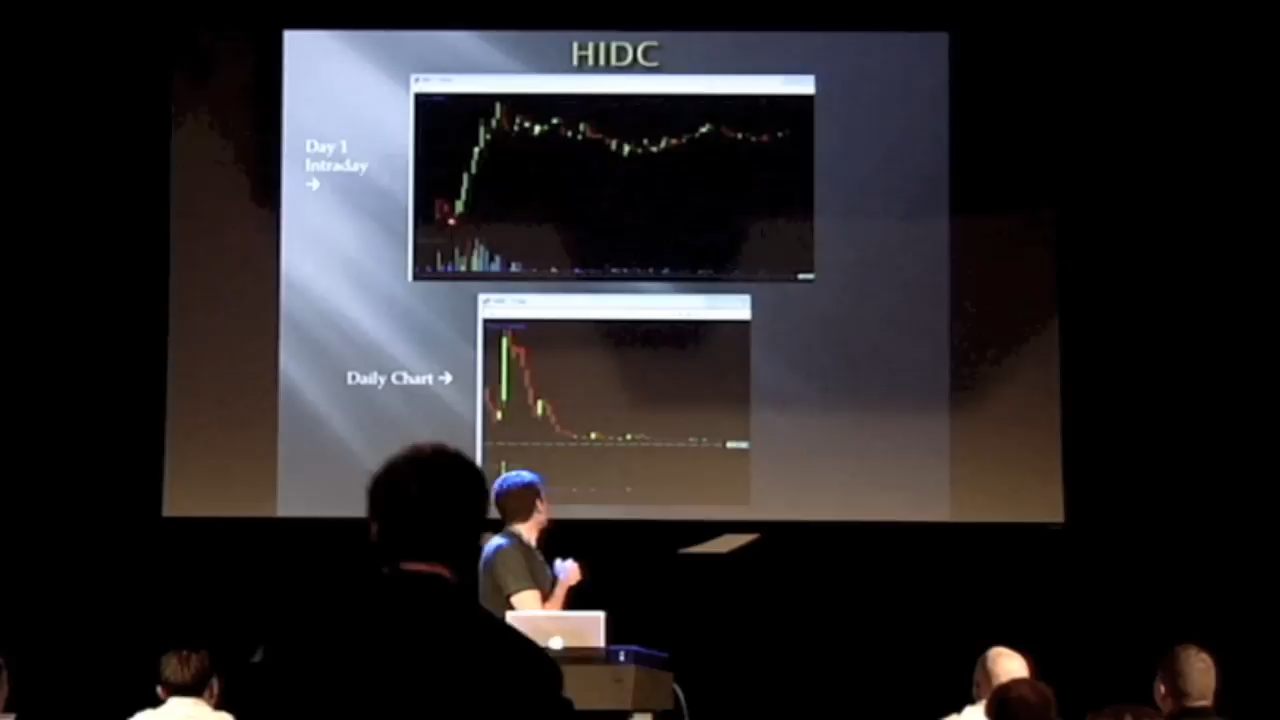 HIDC
Day 1
Intraday
→
Daily Chart →